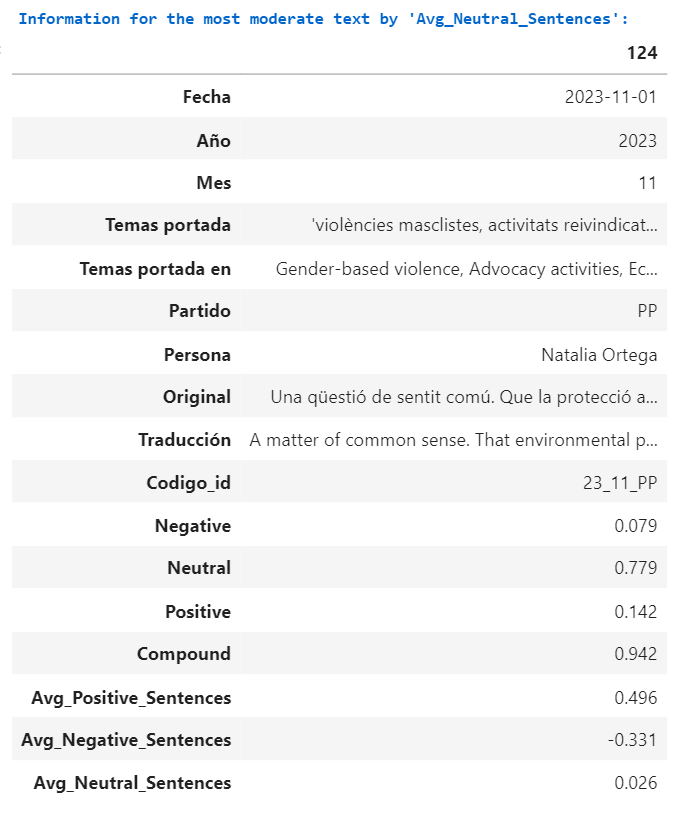 Information for the most moderate text by 'Avg_Neutral_Sentences':
124
Fecha 2023-11-01
Año 2023
Mes 11
Temas portada 'violències masclistes, activitats reivindicat...
Temas portada en Gender-based violence, Advocacy activities, Ec...
Partido PP
Persona Natalia Ortega
Original Una qüestió de sentit comú. Que la protecció a...
Traducción A matter of common sense. That environmental p...
Codigo_id 23_11_PP
Negative 0.079
Neutral 0.779
Positive 0.142
Compound 0.942
Avg_Positive_Sentences 0.496
Avg_Negative_Sentences -0.331
Avg_Neutral_Sentences 0.026